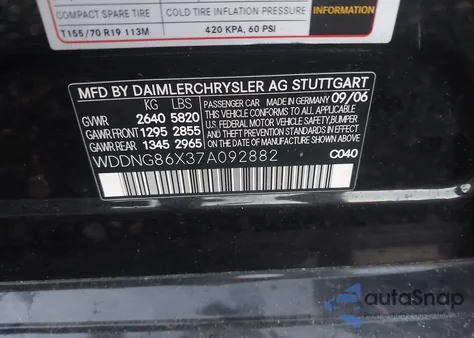 COMPACT SPARE TIRE COLD TIRE INFLATION PRESSURE INFORMATION
T155/70 R19 113M 420 KPA, 60 PSI
MFD BY DAIMLERCHRYSLER AG STUTTGART
KG LBS PASSENGER CAR MADE IN GERMANY 09/06
GVWR 2640 5820 THIS VEHICLE CONFORMS TO ALL
GAWR FRONT 1295 2855 FEDERAL MOTOR VEHICLE SAFETY, BUMPER
GAWR REAR 1345 2965 AND THEFT PREVENTION STANDARDS IN EFFECT ON THE DATE OF MANUFACTURE SHOWN ABOVE
WDDNG86X37A092882 C040
autoSnap